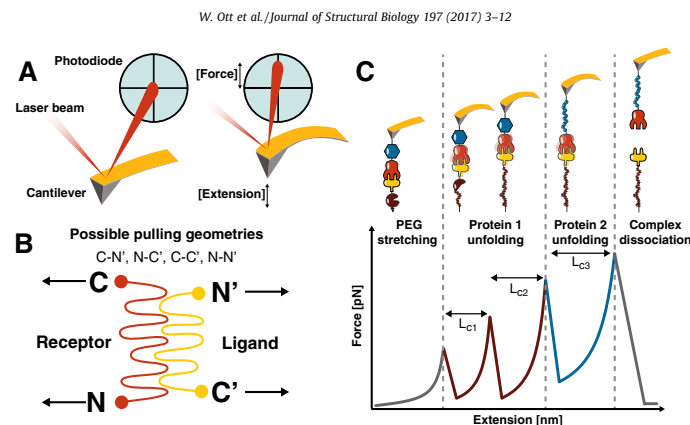 W. Ott et al./Journal of Structural Biology 197 (2017) 3–12
A
Photodiode
[Force]
Laser beam
Cantilever
[Extension]
B
Possible pulling geometries
C-N’, N-C’, C-C’, N-N’
C
N’
Receptor
Ligand
N
C’
C
PEG stretching
Protein 1 unfolding
Protein 2 unfolding
Complex dissociation
Lc1
Lc2
Lc3
Force [pN]
Extension [nm]